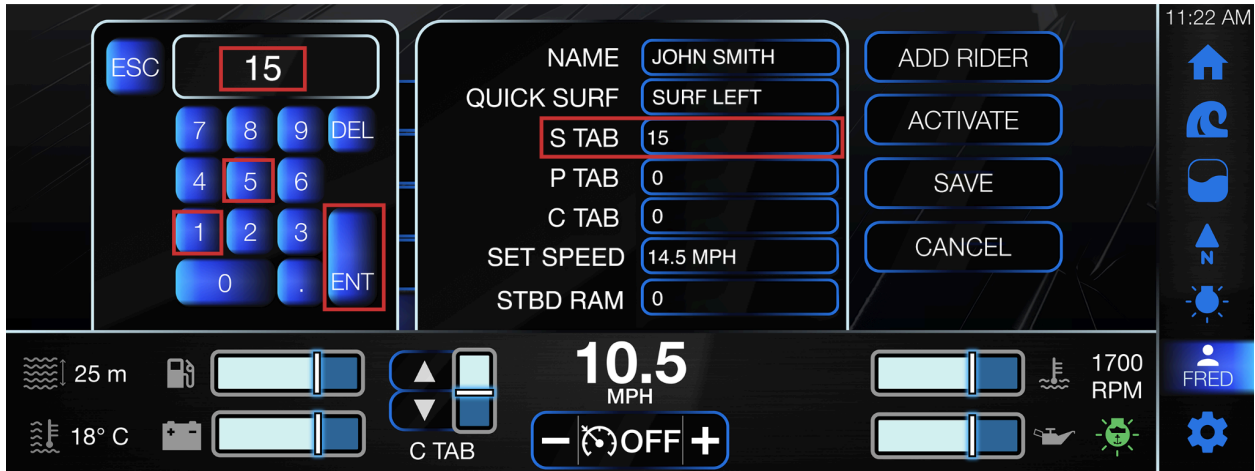 11:22 AM
ESC
15
7 8 9 DEL
4 5 6
1 2 3
0 . ENT
NAME JOHN SMITH
QUICK SURF SURF LEFT
S TAB 15
P TAB 0
C TAB 0
SET SPEED 14.5 MPH
STBD RAM 0
ADD RIDER
ACTIVATE
SAVE
CANCEL
N
FRED
25 m
18° C
C TAB
10.5
MPH
OFF
1700
RPM